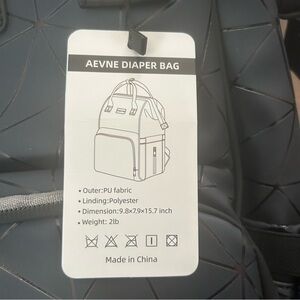 AEVNE DIAPER BAG
• Outer:PU fabric
• Linding:Polyester
• Dimension:9.8×7.9×15.7 inch
• Weight: 2lb
Made in China